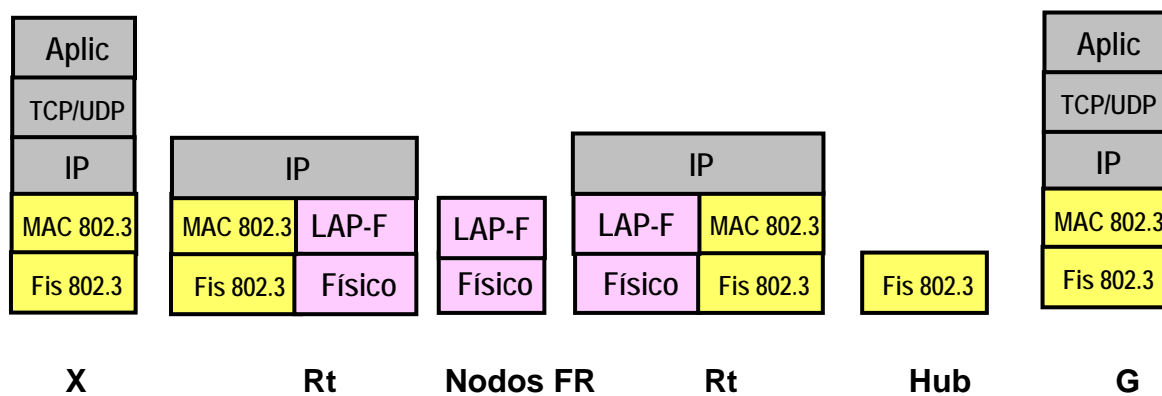 Aplic
TCP/UDP
IP
MAC 802.3
Fis 802.3
X
IP
MAC 802.3 LAP-F
Fis 802.3 Físico
Rt
LAP-F
Físico
Nodos FR
IP
LAP-F MAC 802.3
Físico Fis 802.3
Rt
Fis 802.3
Hub
Aplic
TCP/UDP
IP
MAC 802.3
Fis 802.3
G